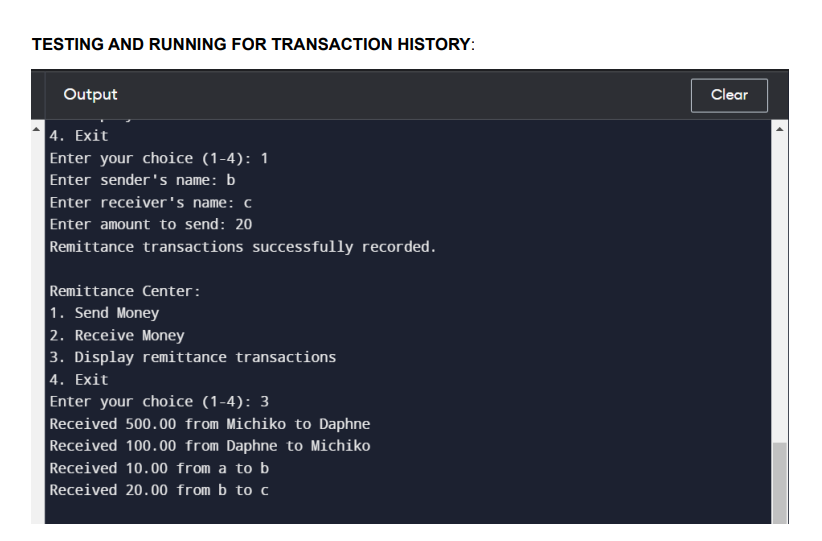 TESTING AND RUNNING FOR TRANSACTION HISTORY:
Output
Clear
4. Exit
Enter your choice (1-4): 1
Enter sender's name: b
Enter receiver's name: c
Enter amount to send: 20
Remittance transactions successfully recorded.
Remittance Center:
1. Send Money
2. Receive Money
3. Display remittance transactions
4. Exit
Enter your choice (1-4): 3
Received 500.00 from Michiko to Daphne
Received 100.00 from Daphne to Michiko
Received 10.00 from a to b
Received 20.00 from b to c